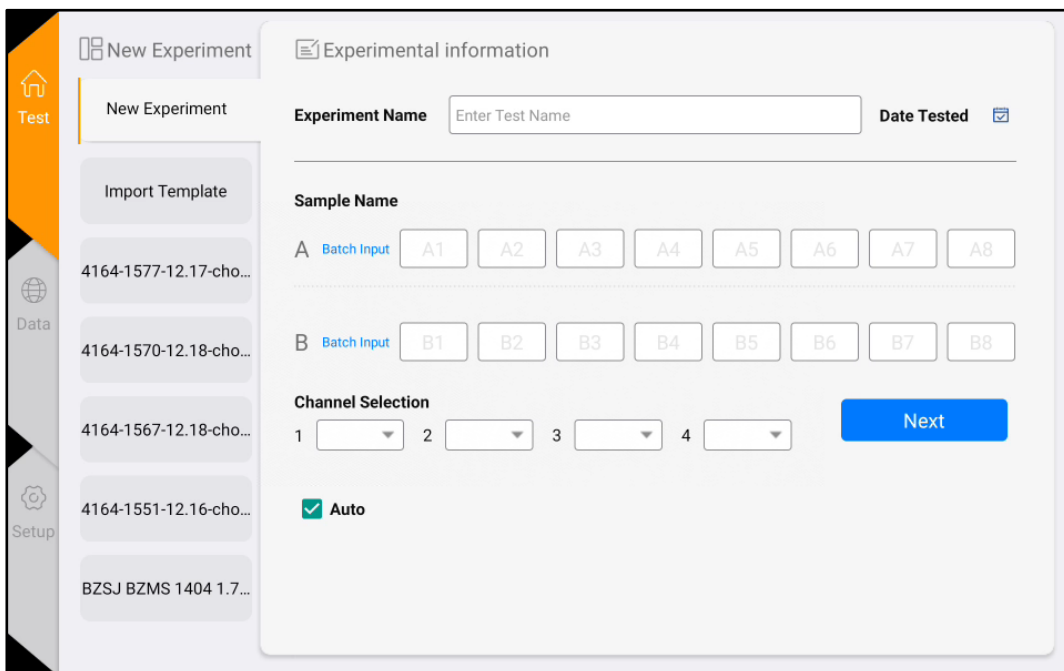 Test
Data
Setup
New Experiment
New Experiment
Import Template
4164-1577-12.17-cho...
4164-1570-12.18-cho...
4164-1567-12.18-cho...
4164-1551-12.16-cho...
BZSJ BZMS 1404 1.7...
Experimental information
Experiment Name Enter Test Name Date Tested
Sample Name
A Batch Input A1 A2 A3 A4 A5 A6 A7 A8
B Batch Input B1 B2 B3 B4 B5 B6 B7 B8
Channel Selection
1 2 3 4
Next
Auto